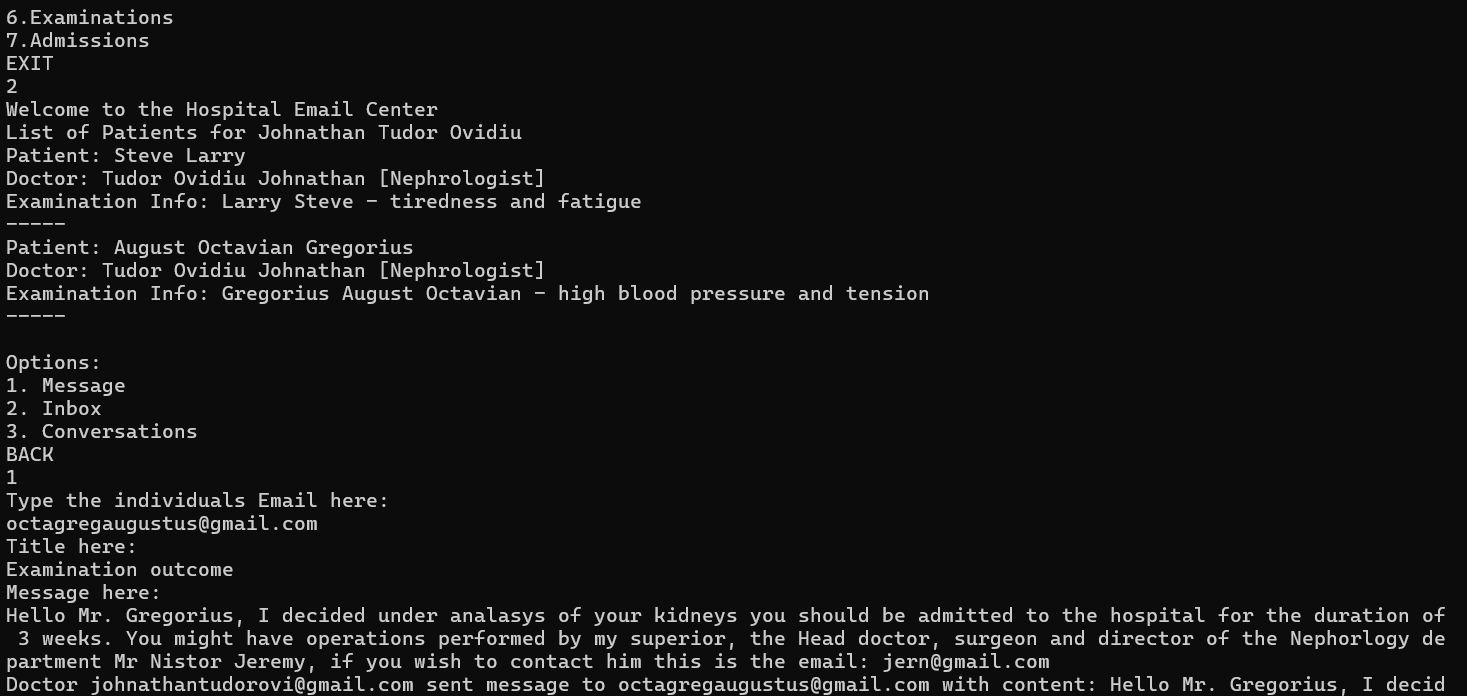 6.Examinations
7.Admissions
EXIT
2
Welcome to the Hospital Email Center
List of Patients for Johnathan Tudor Ovidiu
Patient: Steve Larry
Doctor: Tudor Ovidiu Johnathan [Nephrologist]
Examination Info: Larry Steve - tiredness and fatigue
-----
Patient: August Octavian Gregorius
Doctor: Tudor Ovidiu Johnathan [Nephrologist]
Examination Info: Gregorius August Octavian - high blood pressure and tension
-----
Options:
1. Message
2. Inbox
3. Conversations
BACK
1
Type the individuals Email here:
octagregaugustus@gmail.com
Title here:
Examination outcome
Message here:
Hello Mr. Gregorius, I decided under analasys of your kidneys you should be admitted to the hospital for the duration of
 3 weeks. You might have operations performed by my superior, the Head doctor, surgeon and director of the Nephorlogy de
partment Mr Nistor Jeremy, if you wish to contact him this is the email: jern@gmail.com
Doctor johnathantudorovi@gmail.com sent message to octagregaugustus@gmail.com with content: Hello Mr. Gregorius, I decid